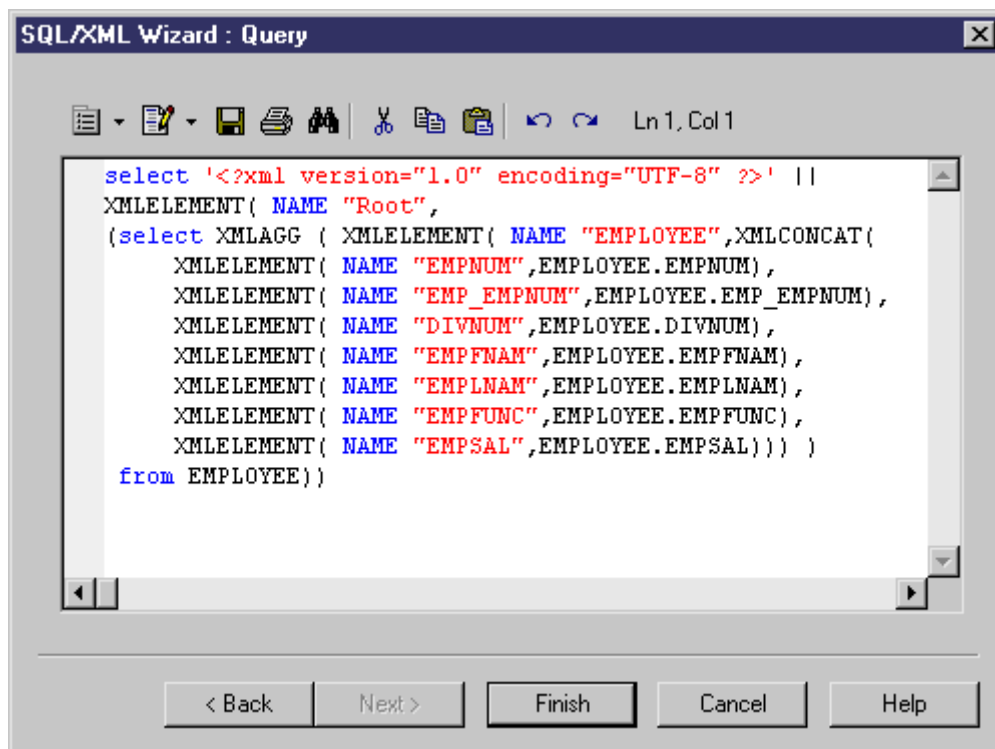 SQL/XML Wizard : Query
Ln 1, Col 1
select '<?xml version="1.0" encoding="UTF-8" ?>' ||
XMLELEMENT( NAME "Root",
(select XMLAGG ( XMLELEMENT( NAME "EMPLOYEE",XMLCONCAT(
XMLELEMENT( NAME "EMPNUM",EMPLOYEE.EMPNUM),
XMLELEMENT( NAME "EMP_EMPNUM",EMPLOYEE.EMP_EMPNUM),
XMLELEMENT( NAME "DIVNUM",EMPLOYEE.DIVNUM),
XMLELEMENT( NAME "EMPFNAM",EMPLOYEE.EMPFNAM),
XMLELEMENT( NAME "EMPLNAM",EMPLOYEE.EMPLNAM),
XMLELEMENT( NAME "EMPFUNC",EMPLOYEE.EMPFUNC),
XMLELEMENT( NAME "EMPSAL",EMPLOYEE.EMPSAL))) )
from EMPLOYEE))
< Back Next > Finish Cancel Help